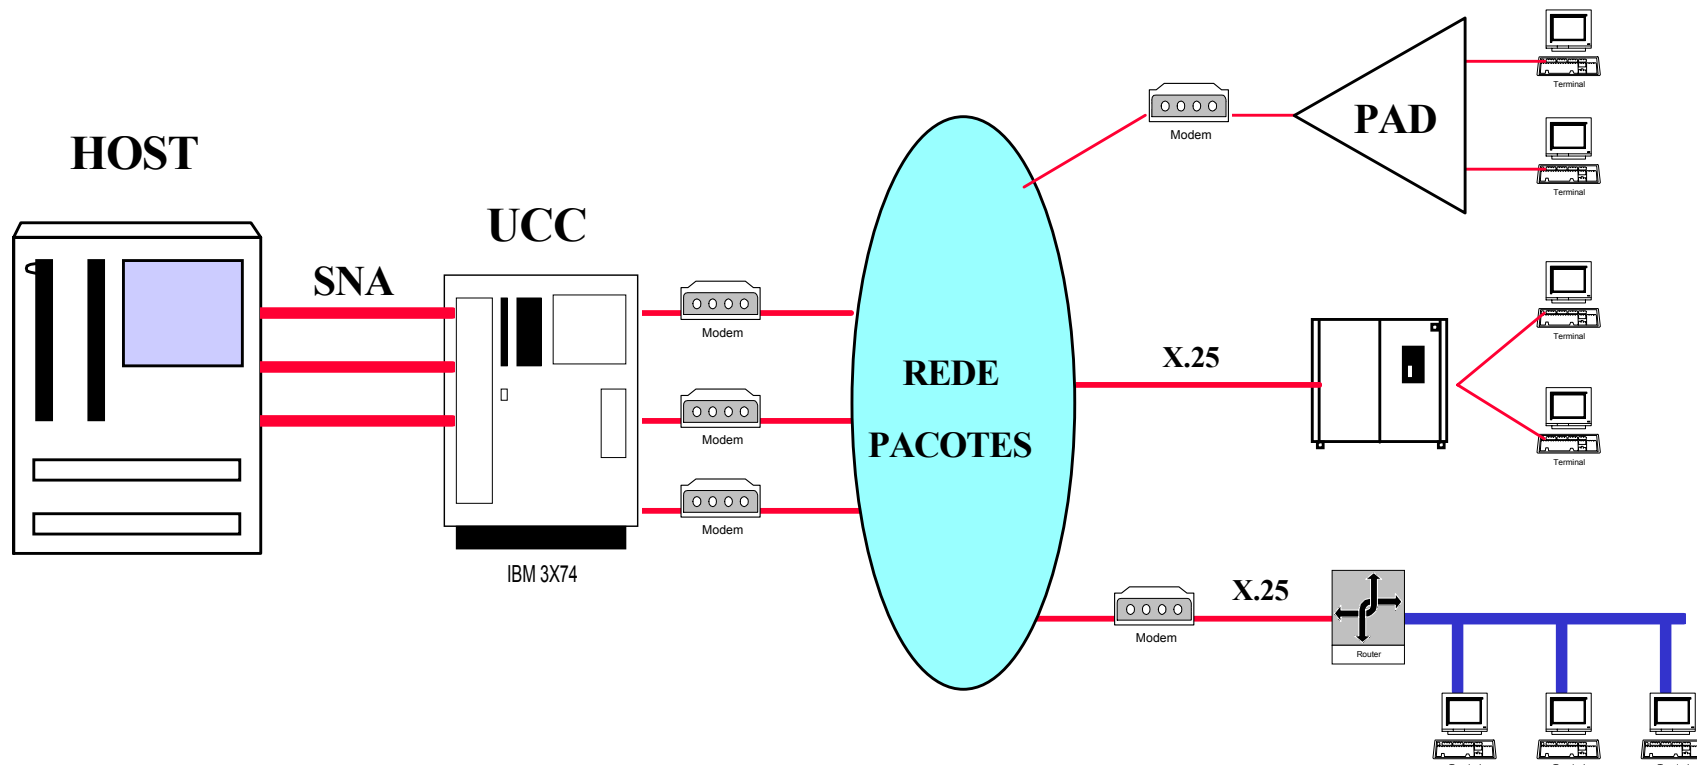 HOST
SNA
UCC
IBM 3X74
Modem
Modem
Modem
REDE
PACOTES
Modem
PAD
Terminal
Terminal
X.25
Terminal
Terminal
Modem
X.25
Router